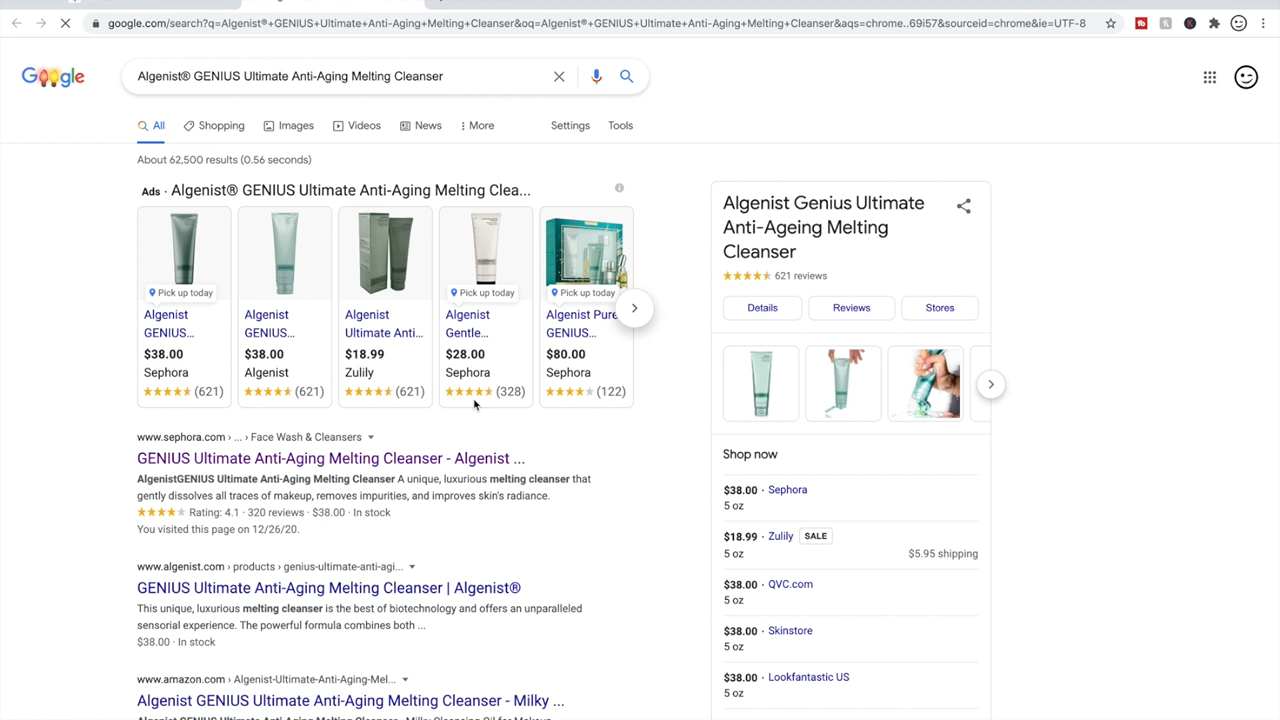 google.com/search?q=Algenist®+GENIUS+Ultimate+Anti-Aging+Melting+Cleanser&oq=Algenist®+GENIUS+Ultimate+Anti-Aging+Melting+Cleanser&aqs=chrome..69i57&sourceid=chrome&ie=UTF-8
Google
Algenist® GENIUS Ultimate Anti-Aging Melting Cleanser
All
Shopping
Images
Videos
News
More
Settings
Tools
About 62,500 results (0.56 seconds)
Ads · Algenist® GENIUS Ultimate Anti-Aging Melting Clea...
Pick up today
Algenist
GENIUS...
$38.00
Sephora
(621)
Algenist
GENIUS...
$38.00
Algenist
(621)
Algenist
Ultimate Anti...
$18.99
Zulily
(621)
Pick up today
Algenist
Gentle...
$28.00
Sephora
(328)
Pick up today
Algenist Pure
GENIUS...
$80.00
Sephora
(122)
www.sephora.com › ... › Face Wash & Cleansers
GENIUS Ultimate Anti-Aging Melting Cleanser - Algenist ...
AlgenistGENIUS Ultimate Anti-Aging Melting Cleanser A unique, luxurious melting cleanser that
gently dissolves all traces of makeup, removes impurities, and improves skin's radiance.
Rating: 4.1 · 320 reviews · $38.00 · In stock
You visited this page on 12/26/20.
www.algenist.com › products › genius-ultimate-anti-agi...
GENIUS Ultimate Anti-Aging Melting Cleanser | Algenist®
This unique, luxurious melting cleanser is the best of biotechnology and offers an unparalleled
sensorial experience. The powerful formula combines both ...
$38.00 · In stock
www.amazon.com › Algenist-Ultimate-Anti-Aging-Mel...
Algenist GENIUS Ultimate Anti-Aging Melting Cleanser - Milky ...
Algenist Genius Ultimate
Anti-Ageing Melting
Cleanser
621 reviews
Details
Reviews
Stores
Shop now
$38.00 · Sephora
5 oz
$18.99 · Zulily SALE
5 oz $5.95 shipping
$38.00 · QVC.com
5 oz
$38.00 · Skinstore
5 oz
$38.00 · Lookfantastic US
5 oz